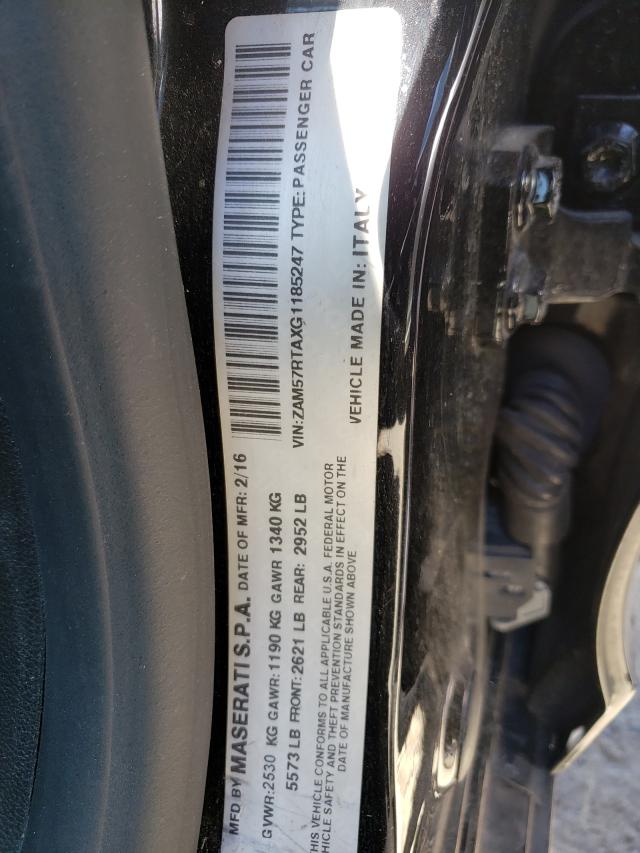 MFD BY MASERATI S.P.A. DATE OF MFR: 2/16
GVWR:2530 KG GAWR:1190 KG GAWR 1340 KG
5573 LB FRONT:2621 LB REAR: 2952 LB
VIN:ZAM57RTAXG1185247 TYPE:PASSENGER CAR
THIS VEHICLE CONFORMS TO ALL APPLICABLE U.S.A. FEDERAL MOTOR
VEHICLE SAFETY AND THEFT PREVENTION STANDARDS IN EFFECT ON THE
DATE OF MANUFACTURE SHOWN ABOVE
VEHICLE MADE IN: ITALY